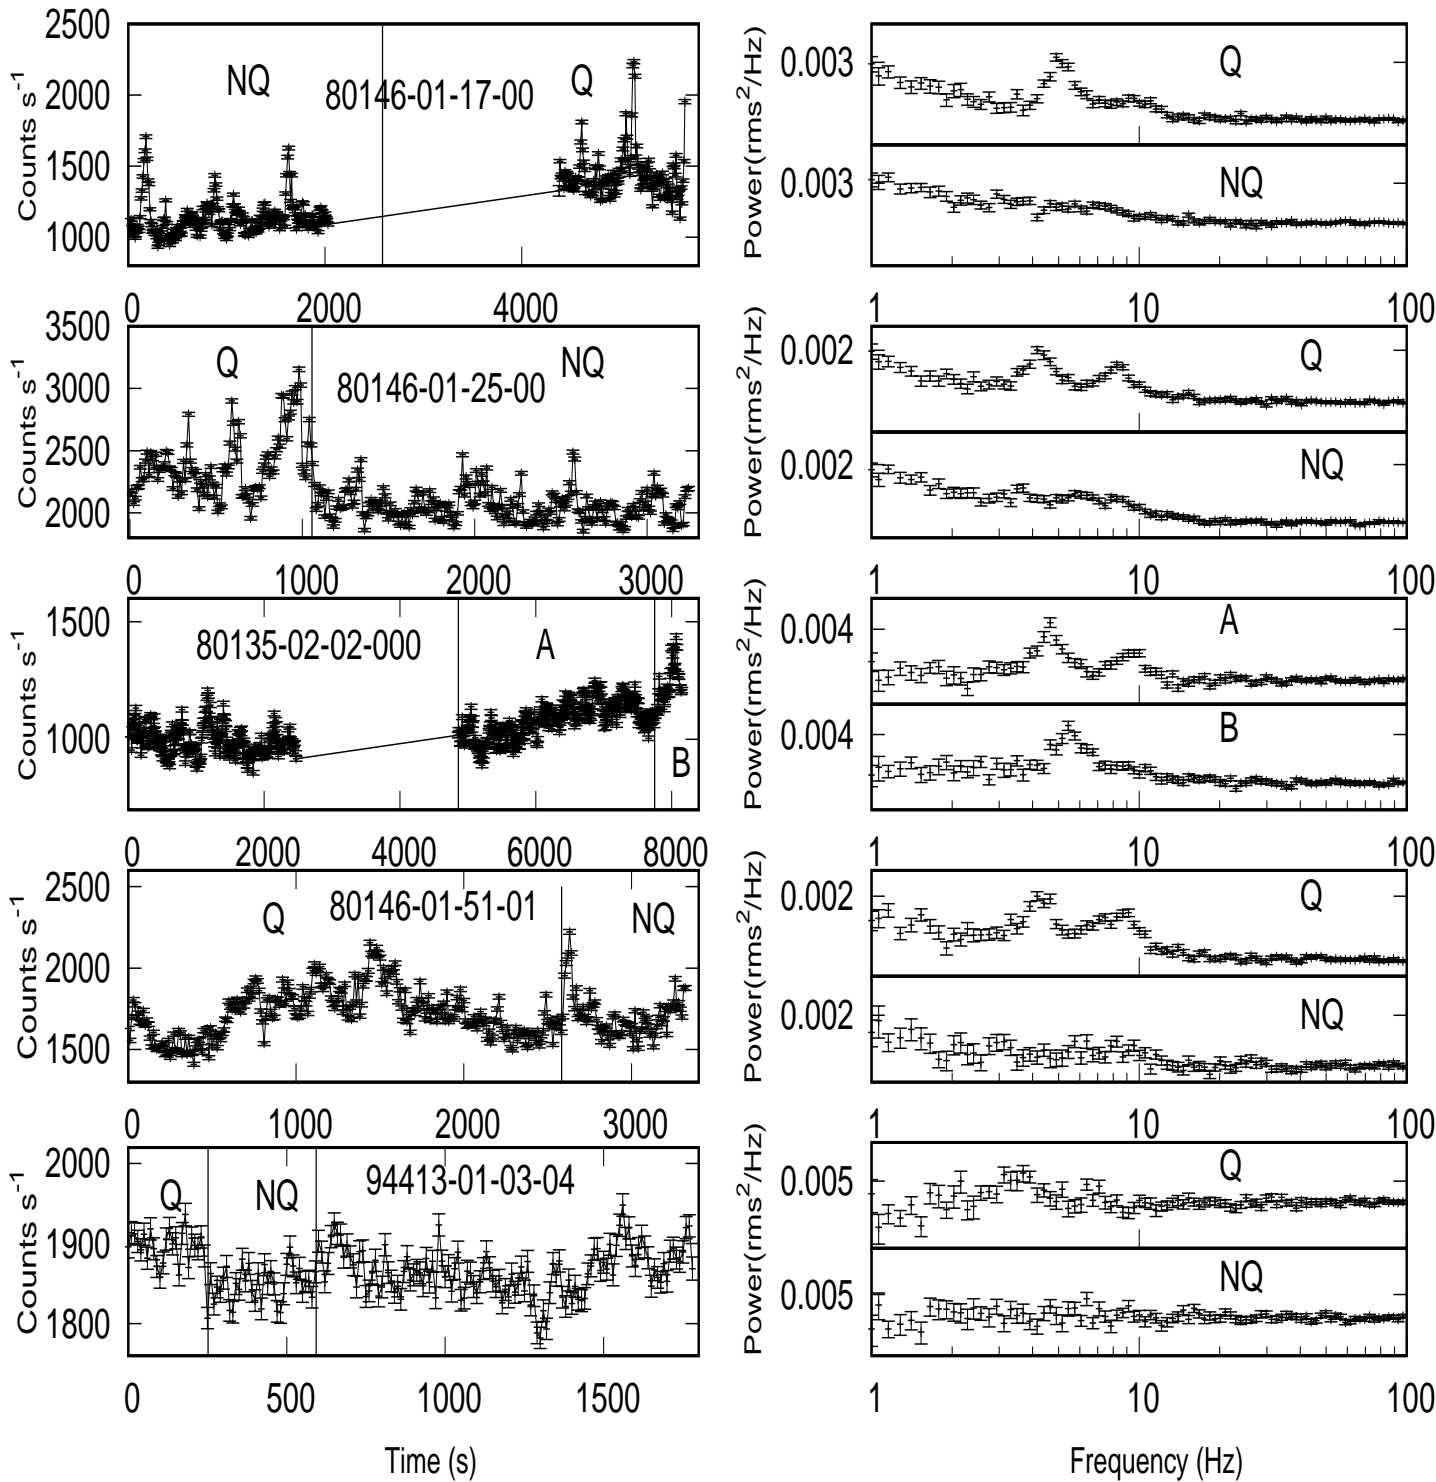 2500
2000
1500
1000
Counts s⁻¹
NQ
80146-01-17-00
Q
0
2000
4000
Power(rms²/Hz)
0.003
Q
0.003
NQ
1
10
100
3500
3000
2500
2000
Counts s⁻¹
Q
80146-01-25-00
NQ
0
1000
2000
3000
Power(rms²/Hz)
0.002
Q
0.002
NQ
1
10
100
1500
1000
Counts s⁻¹
80135-02-02-000
A
B
0
2000
4000
6000
8000
Power(rms²/Hz)
0.004
A
0.004
B
1
10
100
2500
2000
1500
Counts s⁻¹
Q
80146-01-51-01
NQ
0
1000
2000
3000
Power(rms²/Hz)
0.002
Q
0.002
NQ
1
10
100
2000
1900
1800
Counts s⁻¹
Q
NQ
94413-01-03-04
0
500
1000
1500
Time (s)
Power(rms²/Hz)
0.005
Q
0.005
NQ
1
10
100
Frequency (Hz)